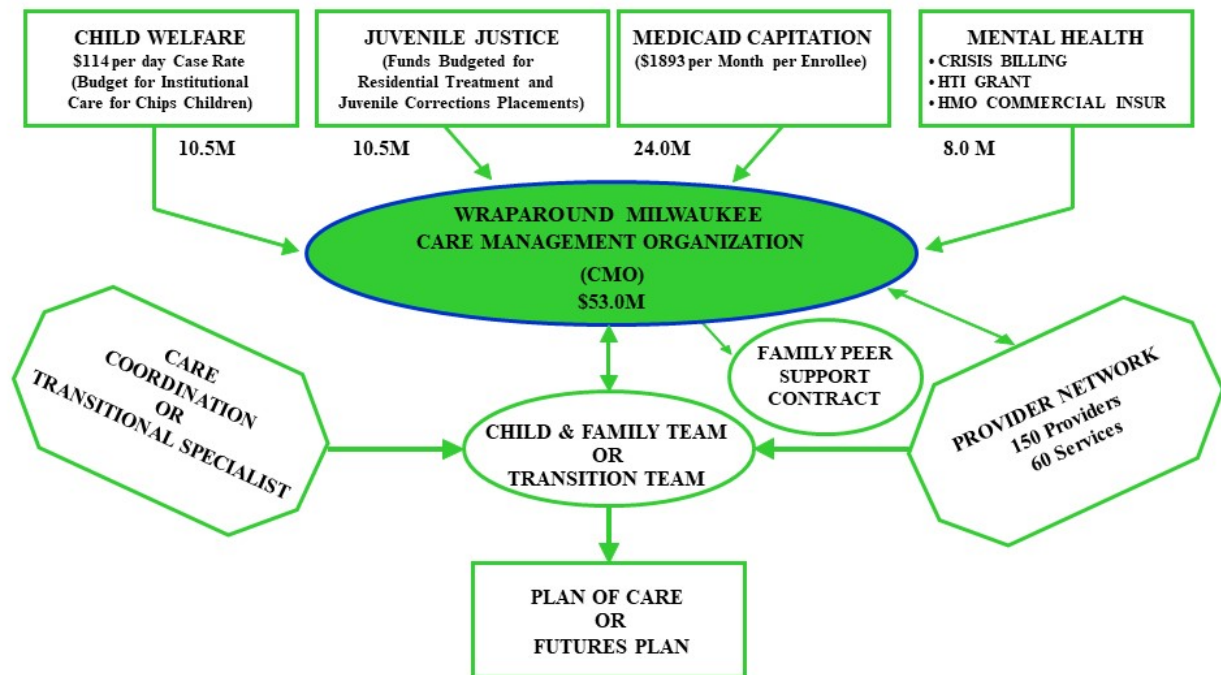 CHILD WELFARE
$114 per day Case Rate
(Budget for Institutional
Care for Chips Children)
JUVENILE JUSTICE
(Funds Budgeted for
Residential Treatment and
Juvenile Corrections Placements)
MEDICAID CAPITATION
($1893 per Month per Enrollee)
MENTAL HEALTH
• CRISIS BILLING
• HTI GRANT
• HMO COMMERCIAL INSUR
10.5M
10.5M
24.0M
8.0 M
WRAPAROUND MILWAUKEE
CARE MANAGEMENT ORGANIZATION
(CMO)
$53.0M
CARE
COORDINATION
OR
TRANSITIONAL SPECIALIST
FAMILY PEER
SUPPORT
CONTRACT
PROVIDER NETWORK
150 Providers
60 Services
CHILD & FAMILY TEAM
OR
TRANSITION TEAM
PLAN OF CARE
OR
FUTURES PLAN